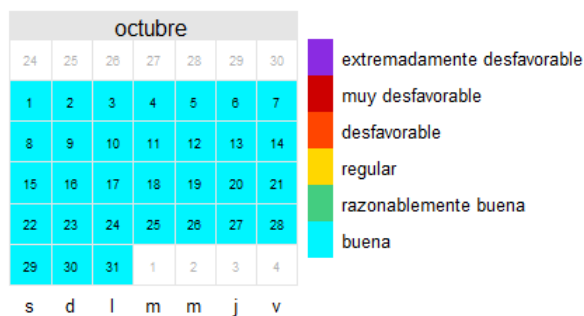 octubre
24 25 26 27 28 29 30
1 2 3 4 5 6 7
8 9 10 11 12 13 14
15 16 17 18 19 20 21
22 23 24 25 26 27 28
29 30 31 1 2 3 4
s d l m m j v
extremadamente desfavorable
muy desfavorable
desfavorable
regular
razonablemente buena
buena